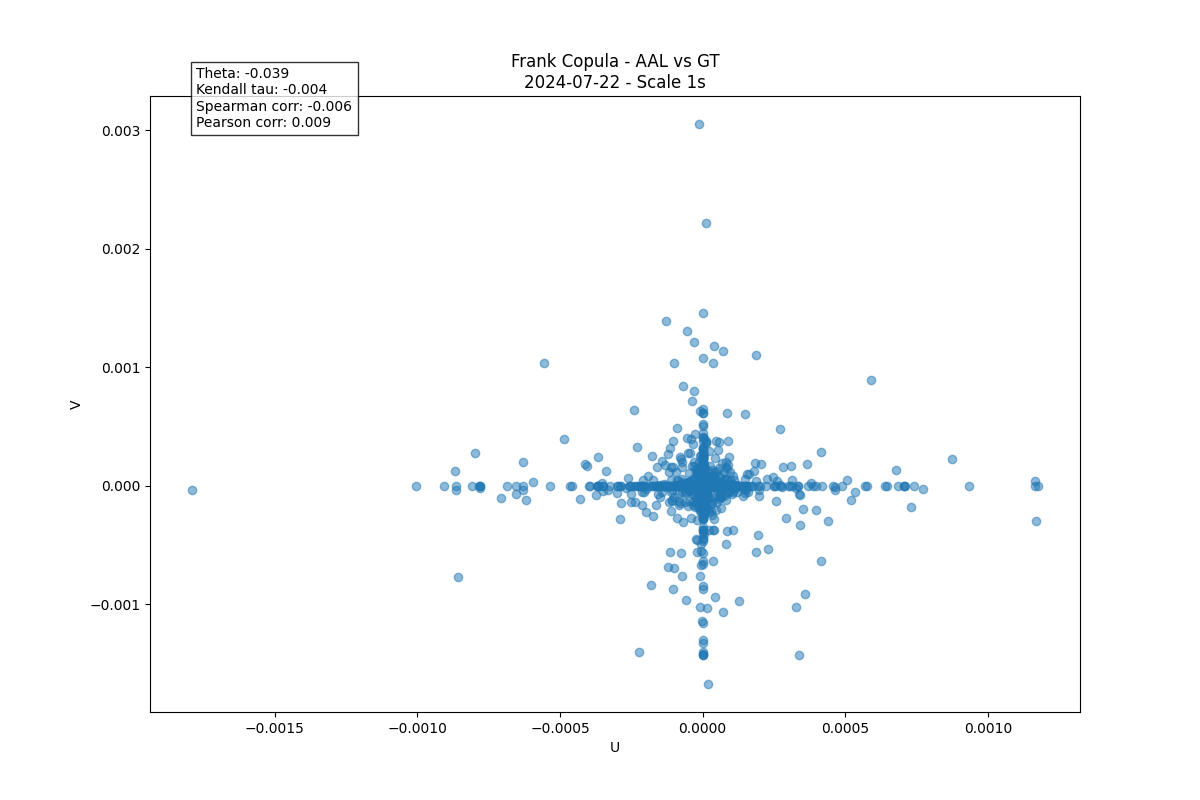 Frank Copula - AAL vs GT
2024-07-22 - Scale 1s
Theta: -0.039
Kendall tau: -0.004
Spearman corr: -0.006
Pearson corr: 0.009
0.003
0.002
0.001
0.000
−0.001
V
−0.0015 −0.0010 −0.0005 0.0000 0.0005 0.0010
U